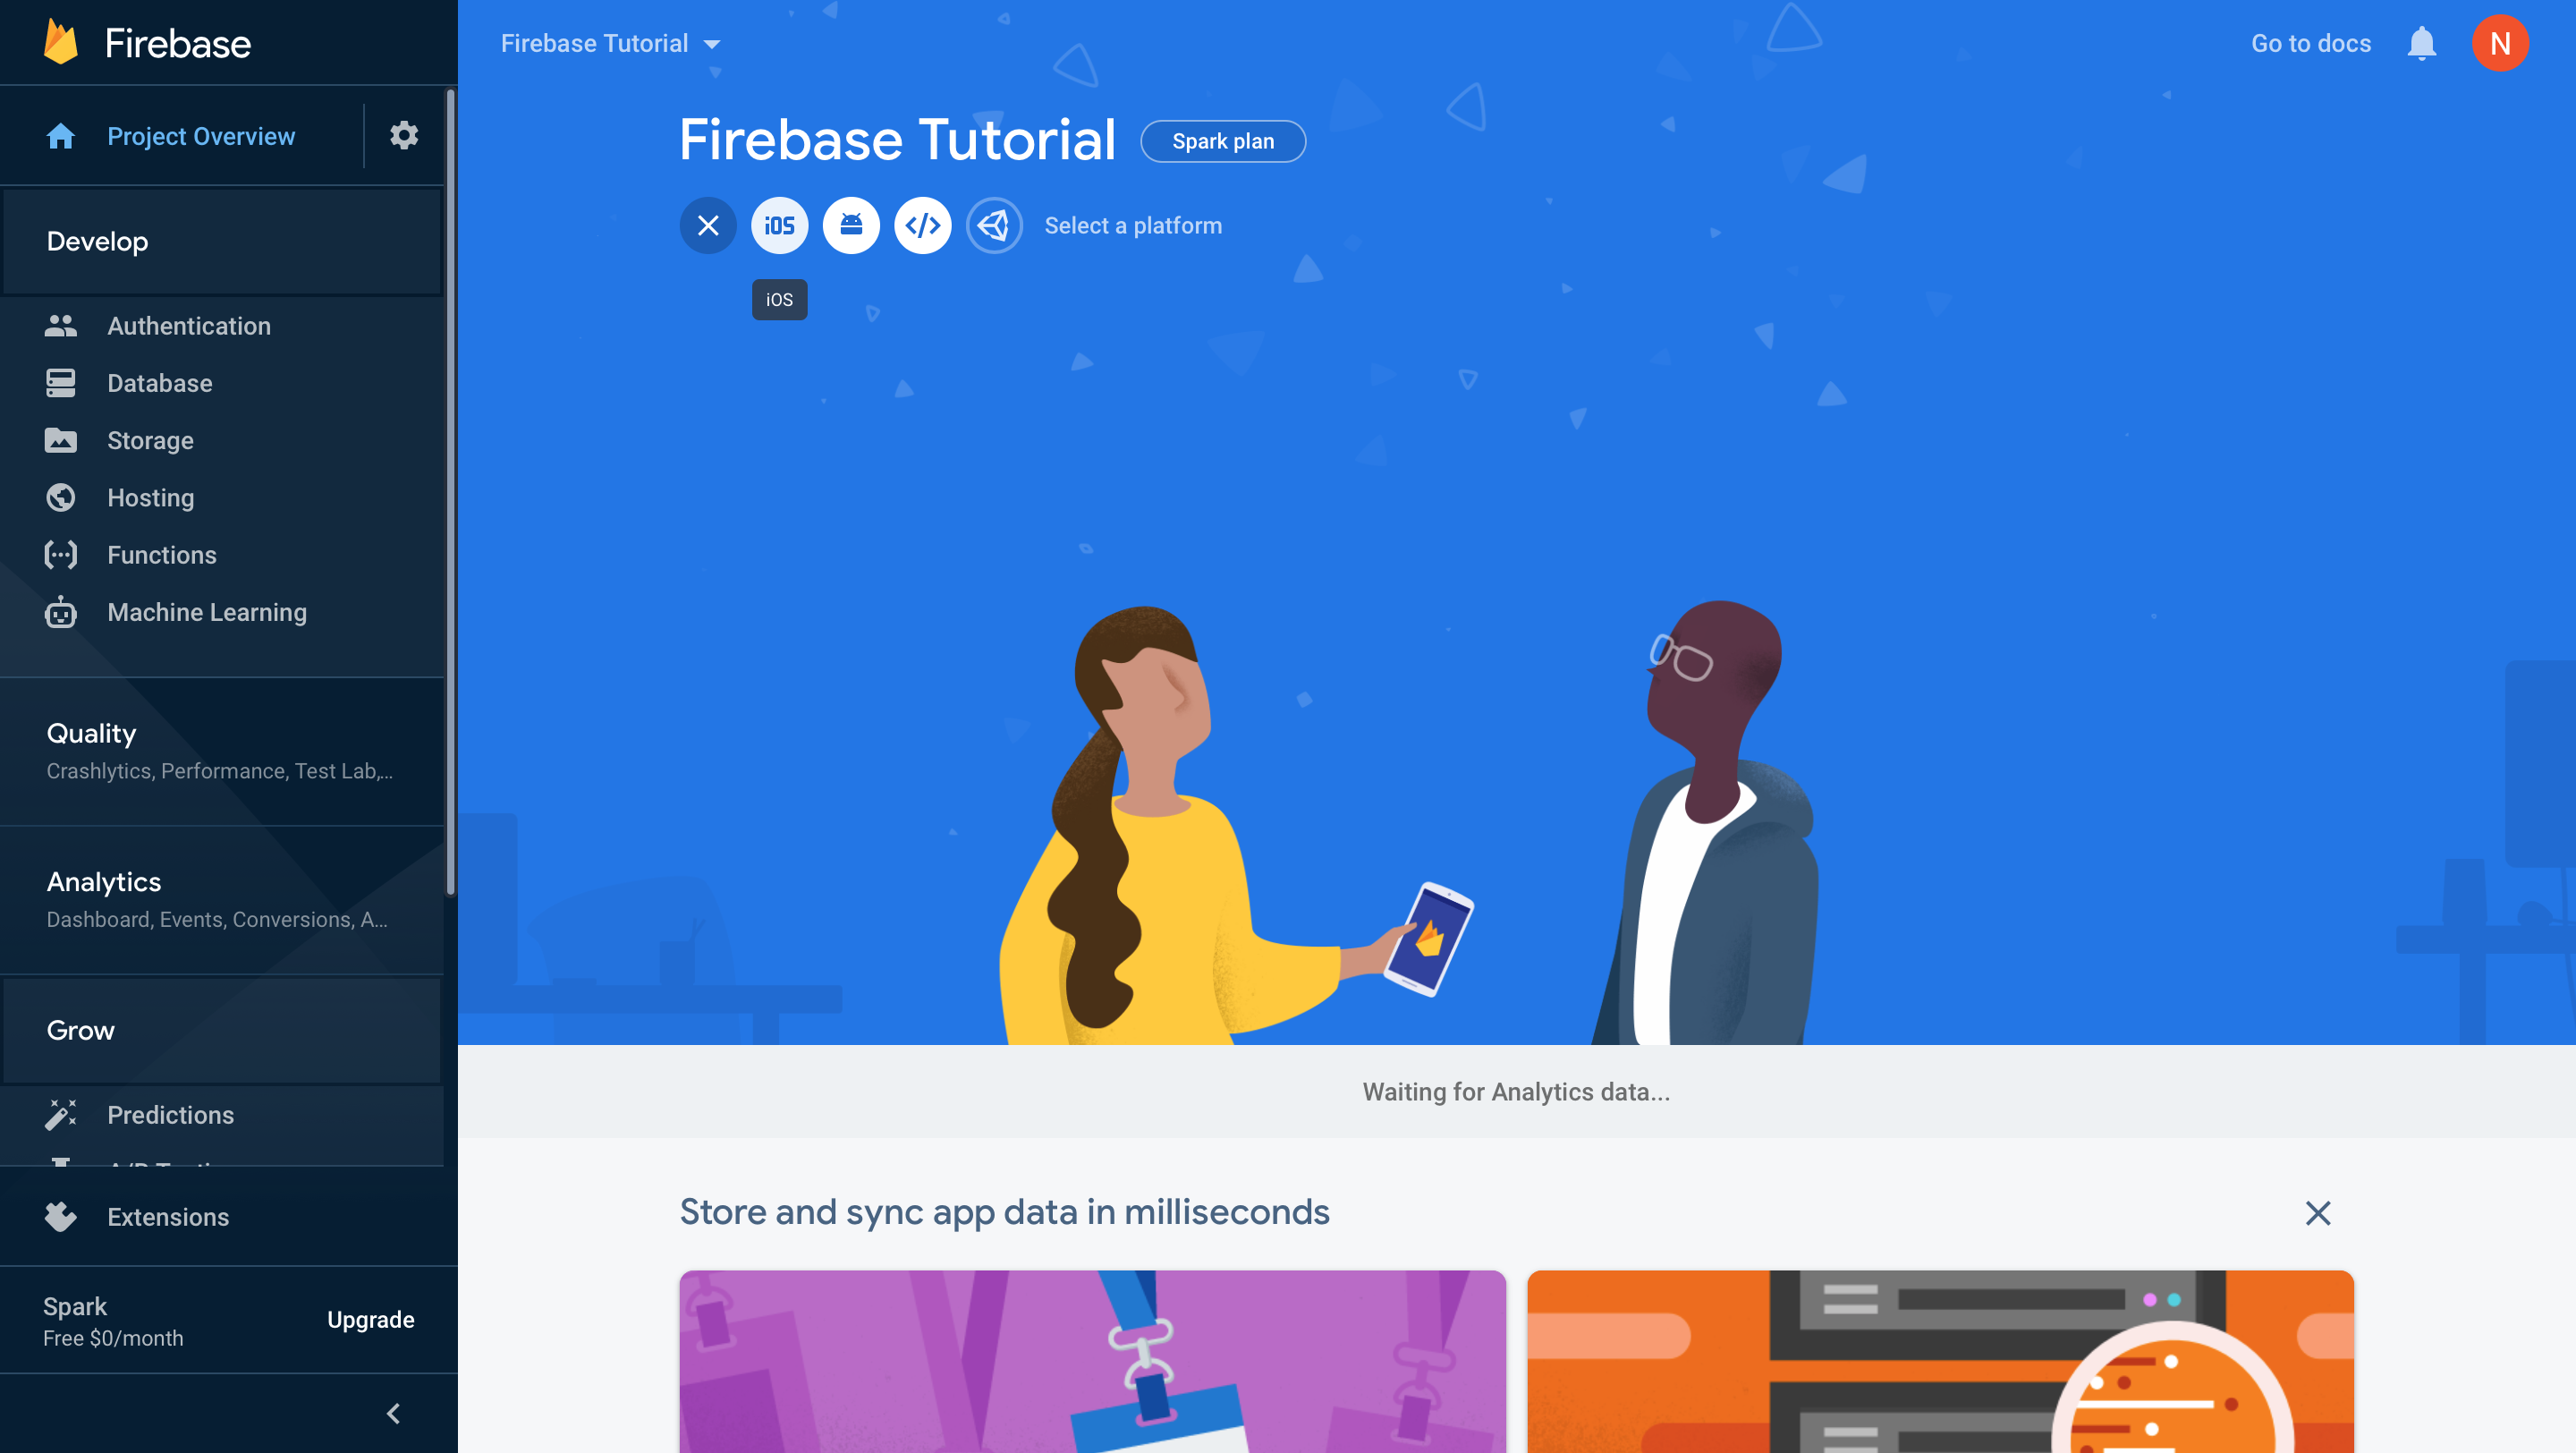 Firebase
Project Overview
Develop
Authentication
Database
Storage
Hosting
Functions
Machine Learning
Quality
Crashlytics, Performance, Test Lab,...
Analytics
Dashboard, Events, Conversions, A...
Grow
Predictions
Extensions
Spark
Free $0/month
Upgrade
Firebase Tutorial
Go to docs
N
Firebase Tutorial
Spark plan
iOS
</>
Select a platform
iOS
Waiting for Analytics data...
Store and sync app data in milliseconds